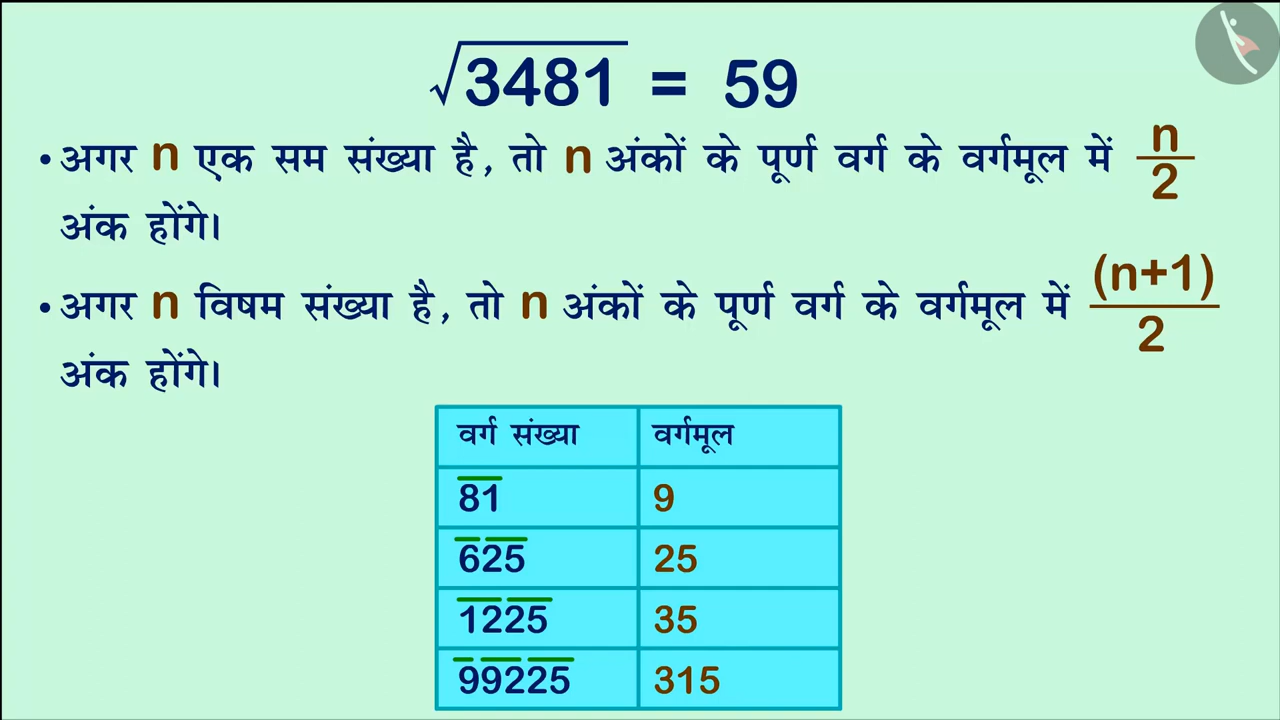 √3481 = 59
• अगर n एक सम संख्या है, तो n अंकों के पूर्ण वर्ग के वर्गमूल में n/2
अंक होंगे।
• अगर n विषम संख्या है, तो n अंकों के पूर्ण वर्ग के वर्गमूल में (n+1)/2
अंक होंगे।
वर्ग संख्या वर्गमूल
81 9
625 25
1225 35
99225 315